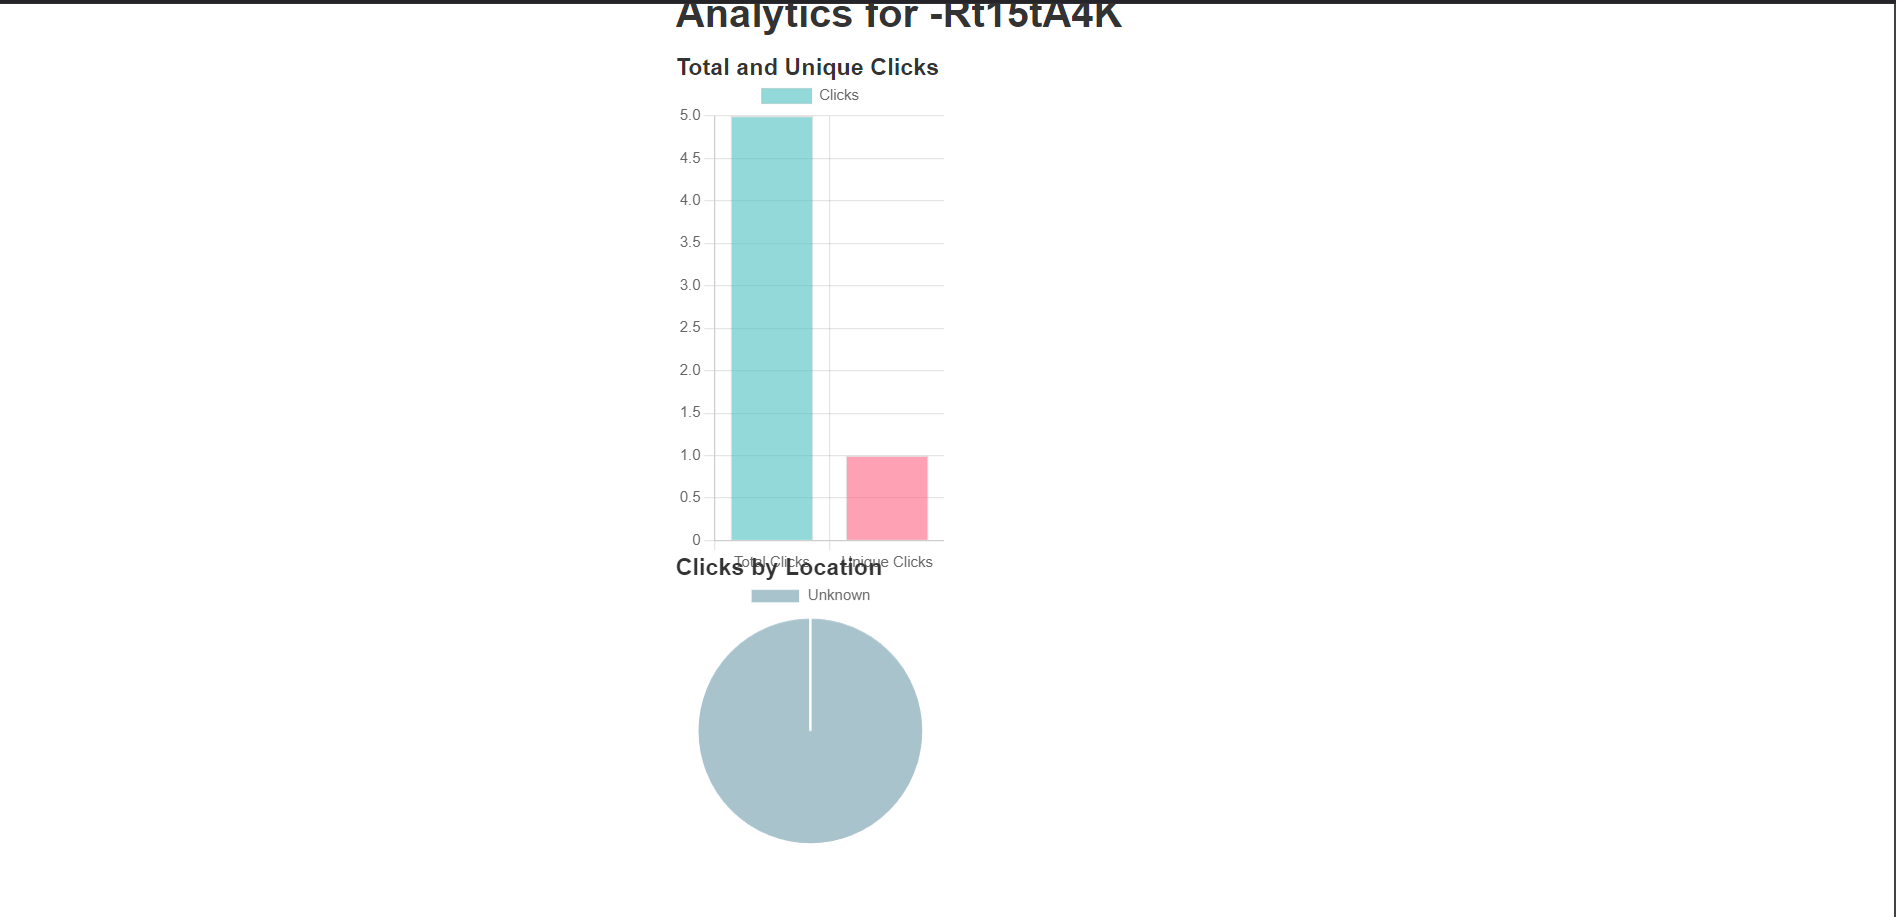 Analytics for -Rt15tA4K
Total and Unique Clicks
Clicks
5.0
4.5
4.0
3.5
3.0
2.5
2.0
1.5
1.0
0.5
0
Total Clicks Unique Clicks
Clicks by Location
Unknown